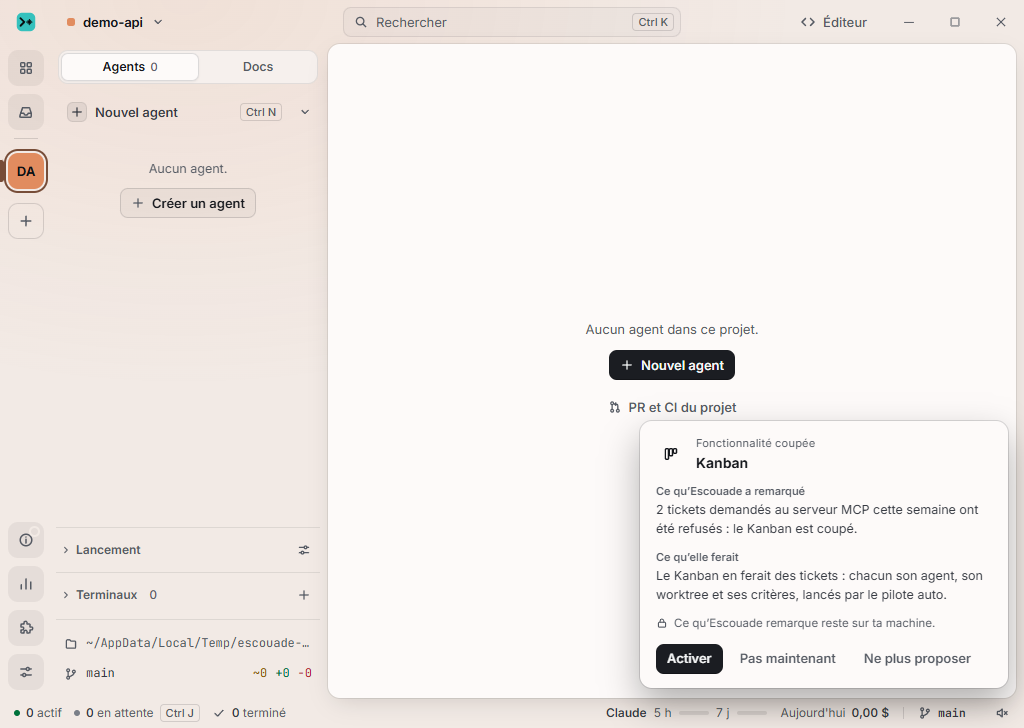 demo-api
Rechercher
Ctrl K
Éditeur
Agents 0
Docs
Nouvel agent
Ctrl N
Aucun agent.
Créer un agent
DA
Aucun agent dans ce projet.
Nouvel agent
PR et CI du projet
Fonctionnalité coupée
Kanban
Ce qu’Escouade a remarqué
2 tickets demandés au serveur MCP cette semaine ont
été refusés : le Kanban est coupé.
Ce qu’elle ferait
Le Kanban en ferait des tickets : chacun son agent, son
worktree et ses critères, lancés par le pilote auto.
Ce qu’Escouade remarque reste sur ta machine.
Activer
Pas maintenant
Ne plus proposer
Lancement
Terminaux 0
~/AppData/Local/Temp/escouade-…
main
~0 +0 -0
0 actif
0 en attente
Ctrl J
0 terminé
Claude 5 h
7 j
Aujourd'hui 0,00 $
main